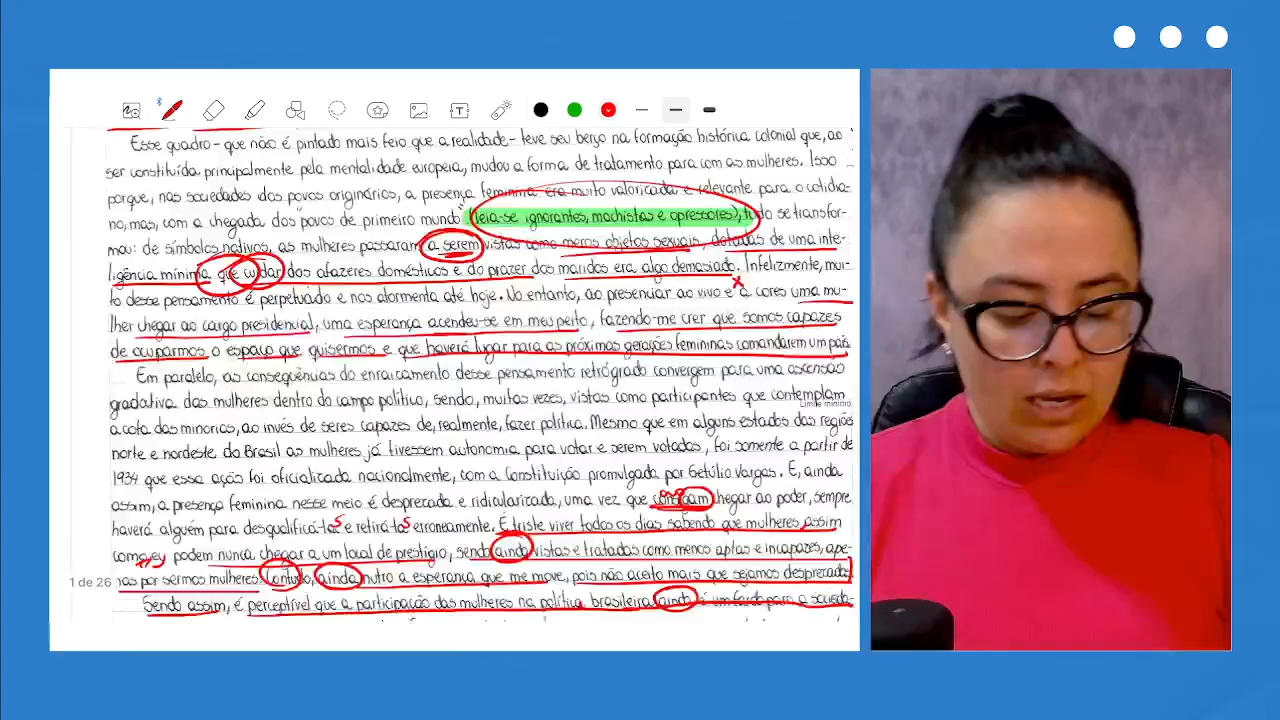 Esse quadro - que não é pintado mais feio que a realidade - teve seu berço na formação histórica colonial que, ao
ser constituída principalmente pela mentalidade europeia, mudou a forma de tratamento para com as mulheres. Isso
porque, nas sociedades dos povos originários, a presença feminina era muito valorizada e relevante para o cotidia-
no, mas, com a chegada dos "povos de primeiro mundo" (leia-se ignorantes, machistas e opressores), tudo se transfor-
mou: de símbolos nativos, as mulheres passaram a serem vistas como meros objetos sexuais, dotadas de uma inte-
ligência mínima que cuidar dos afazeres domésticos e do prazer dos maridos era algo demasiado. Infelizmente, mui-
to desse pensamento é perpetuído e nos atormenta até hoje. No entanto, ao presenciar ao vivo e a cores uma mu-
x
lher chegar ao cargo presidencial, uma esperança acendeu-se em meu peito, fazendo-me crer que somos capazes
de ocuparmos o espaço que quisermos e que haverá lugar para as próximas gerações femininas comandarem um país.
Em paralelo, as consequências do enraizamento desse pensamento retrógrado convergem para uma ascensão
gradativa das mulheres dentro do campo político, sendo, muitas vezes, vistas como participantes que contemplam
Limite mínimo
a cota das minorias, ao invés de seres capazes de, realmente, fazer política. Mesmo que em alguns estados das regiões
norte e nordeste do Brasil as mulheres já tivessem autonomia para votar e serem votadas, foi somente a partir de
1934 que essa ação foi oficializada nacionalmente, com a Constituição promulgada por Getúlio Vargas. E, ainda
assim, a presença feminina nesse meio é desprezada e ridicularizada, uma vez que chegar ao poder, sempre
haverá alguém para desqualificá-las e retirá-las erroneamente. É triste viver todos os dias sabendo que mulheres, assim
como eu, podem nunca chegar a um local de prestígio, sendo ainda vistas e tratadas como menos aptas e incapazes, ape-
1 de 26
nas por sermos mulheres. Contudo, ainda nutro a esperança que me move, pois não aceito mais que sejamos desprezadas.
Sendo assim, é perceptível que a participação das mulheres na política brasileira ainda é um fardo para a socieda-